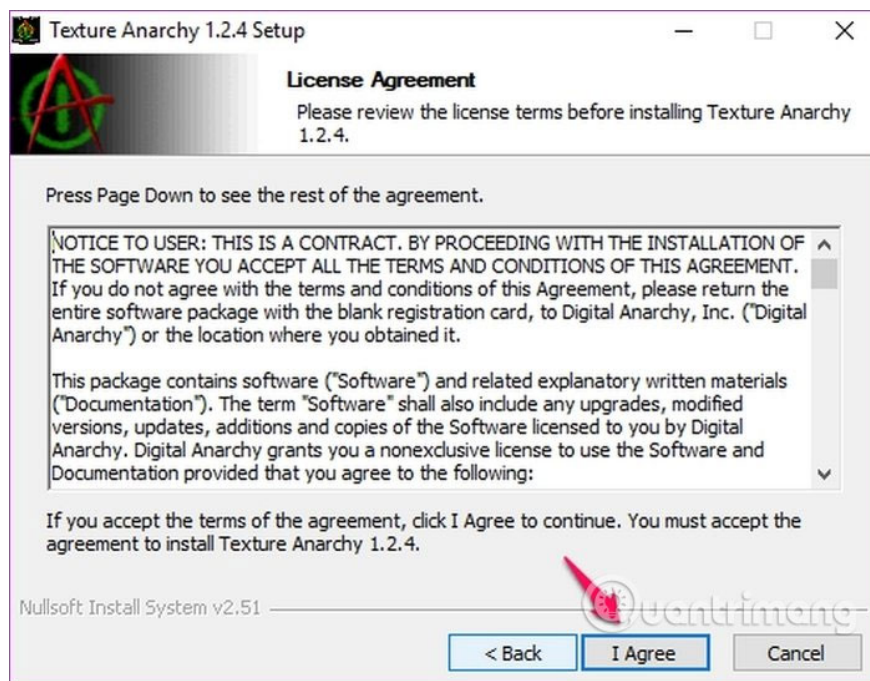 Texture Anarchy 1.2.4 Setup
License Agreement
Please review the license terms before installing Texture Anarchy
1.2.4.
Press Page Down to see the rest of the agreement.
NOTICE TO USER: THIS IS A CONTRACT. BY PROCEEDING WITH THE INSTALLATION OF
THE SOFTWARE YOU ACCEPT ALL THE TERMS AND CONDITIONS OF THIS AGREEMENT.
If you do not agree with the terms and conditions of this Agreement, please return the
entire software package with the blank registration card, to Digital Anarchy, Inc. ("Digital
Anarchy") or the location where you obtained it.
This package contains software ("Software") and related explanatory written materials
("Documentation"). The term "Software" shall also include any upgrades, modified
versions, updates, additions and copies of the Software licensed to you by Digital
Anarchy. Digital Anarchy grants you a nonexclusive license to use the Software and
Documentation provided that you agree to the following:
If you accept the terms of the agreement, click I Agree to continue. You must accept the
agreement to install Texture Anarchy 1.2.4.
Nullsoft Install System v2.51
Quantrimang
< Back
I Agree
Cancel